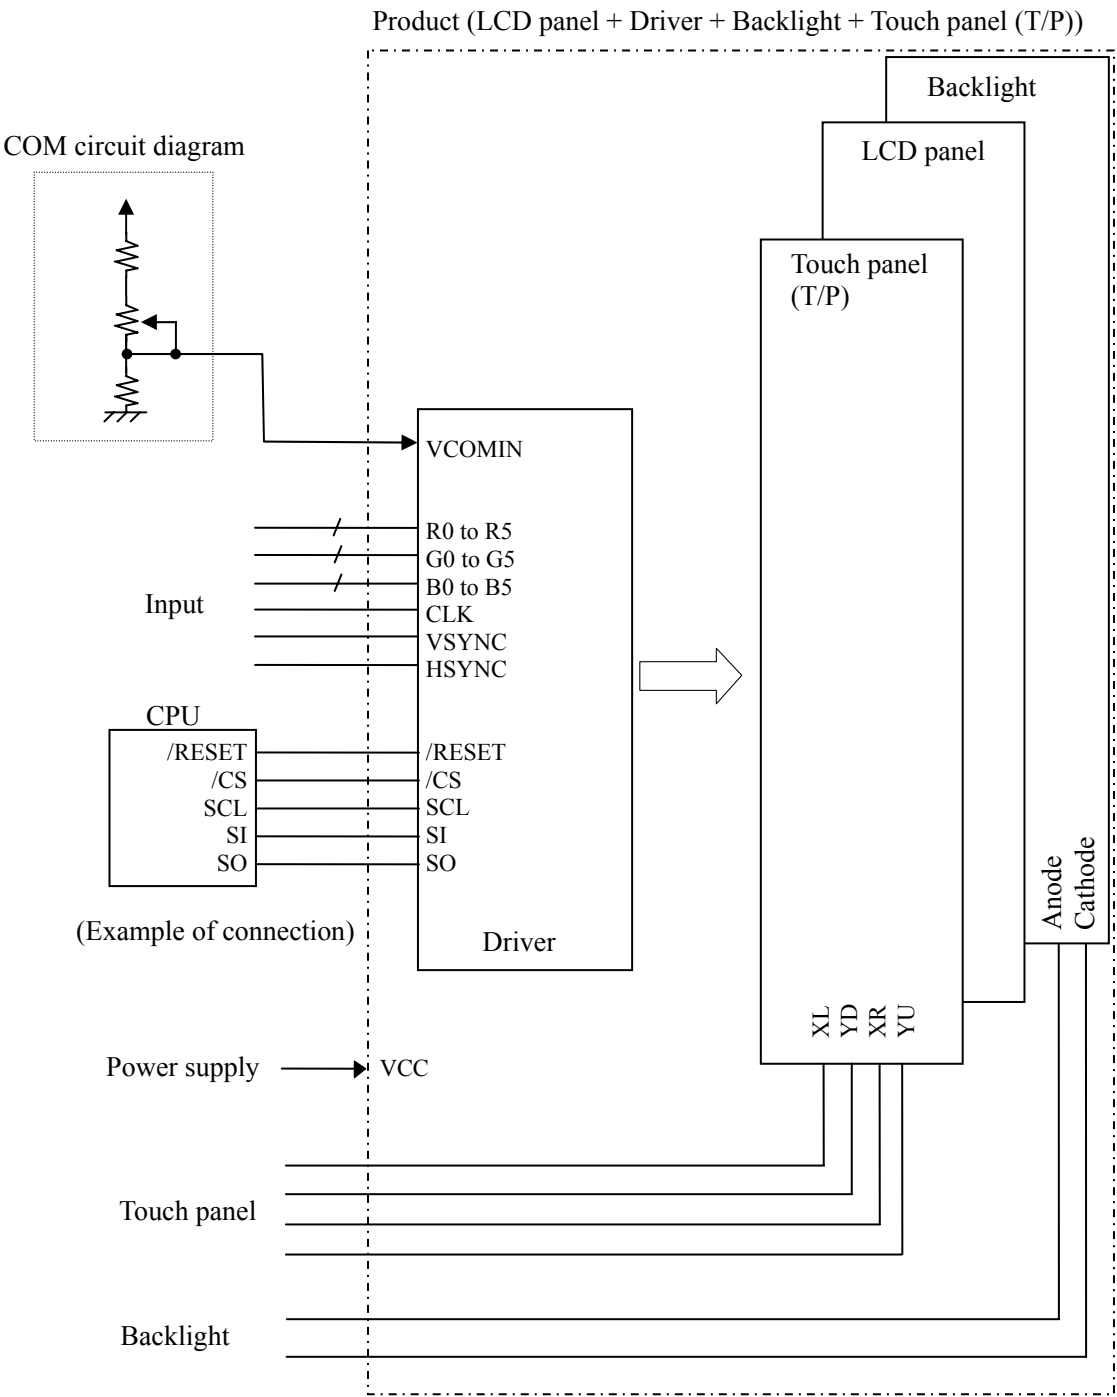 Product (LCD panel + Driver + Backlight + Touch panel (T/P))
Backlight
COM circuit diagram
LCD panel
Touch panel
(T/P)
VCOMIN
R0 to R5
G0 to G5
B0 to B5
Input
CLK
VSYNC
HSYNC
CPU
/RESET
/CS
SCL
SI
SO
/RESET
/CS
SCL
SI
SO
(Example of connection)
Driver
Anode
Cathode
XL
YD
XR
YU
Power supply
VCC
Touch panel
Backlight